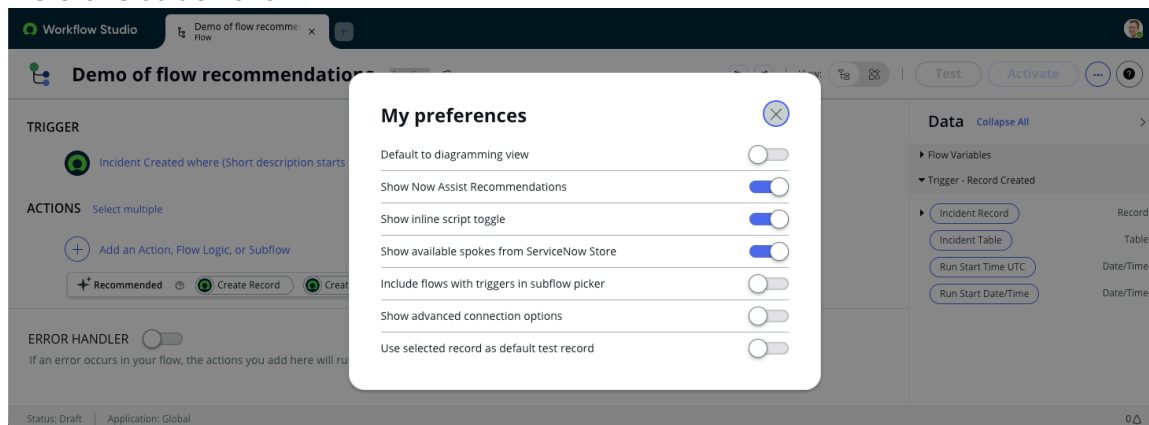 Workflow Studio
Demo of flow recomme
Flow
Demo of flow recommendations
View:
Test
Activate
My preferences
Default to diagramming view
Show Now Assist Recommendations
Show inline script toggle
Show available spokes from ServiceNow Store
Include flows with triggers in subflow picker
Show advanced connection options
Use selected record as default test record
TRIGGER
Incident Created where (Short description starts
ACTIONS Select multiple
Add an Action, Flow Logic, or Subflow
Recommended Create Record Creat
ERROR HANDLER
If an error occurs in your flow, the actions you add here will ru
Data Collapse All
Flow Variables
Trigger - Record Created
Incident Record Record
Incident Table Table
Run Start Time UTC Date/Time
Run Start Date/Time Date/Time
Status: Draft Application: Global
0